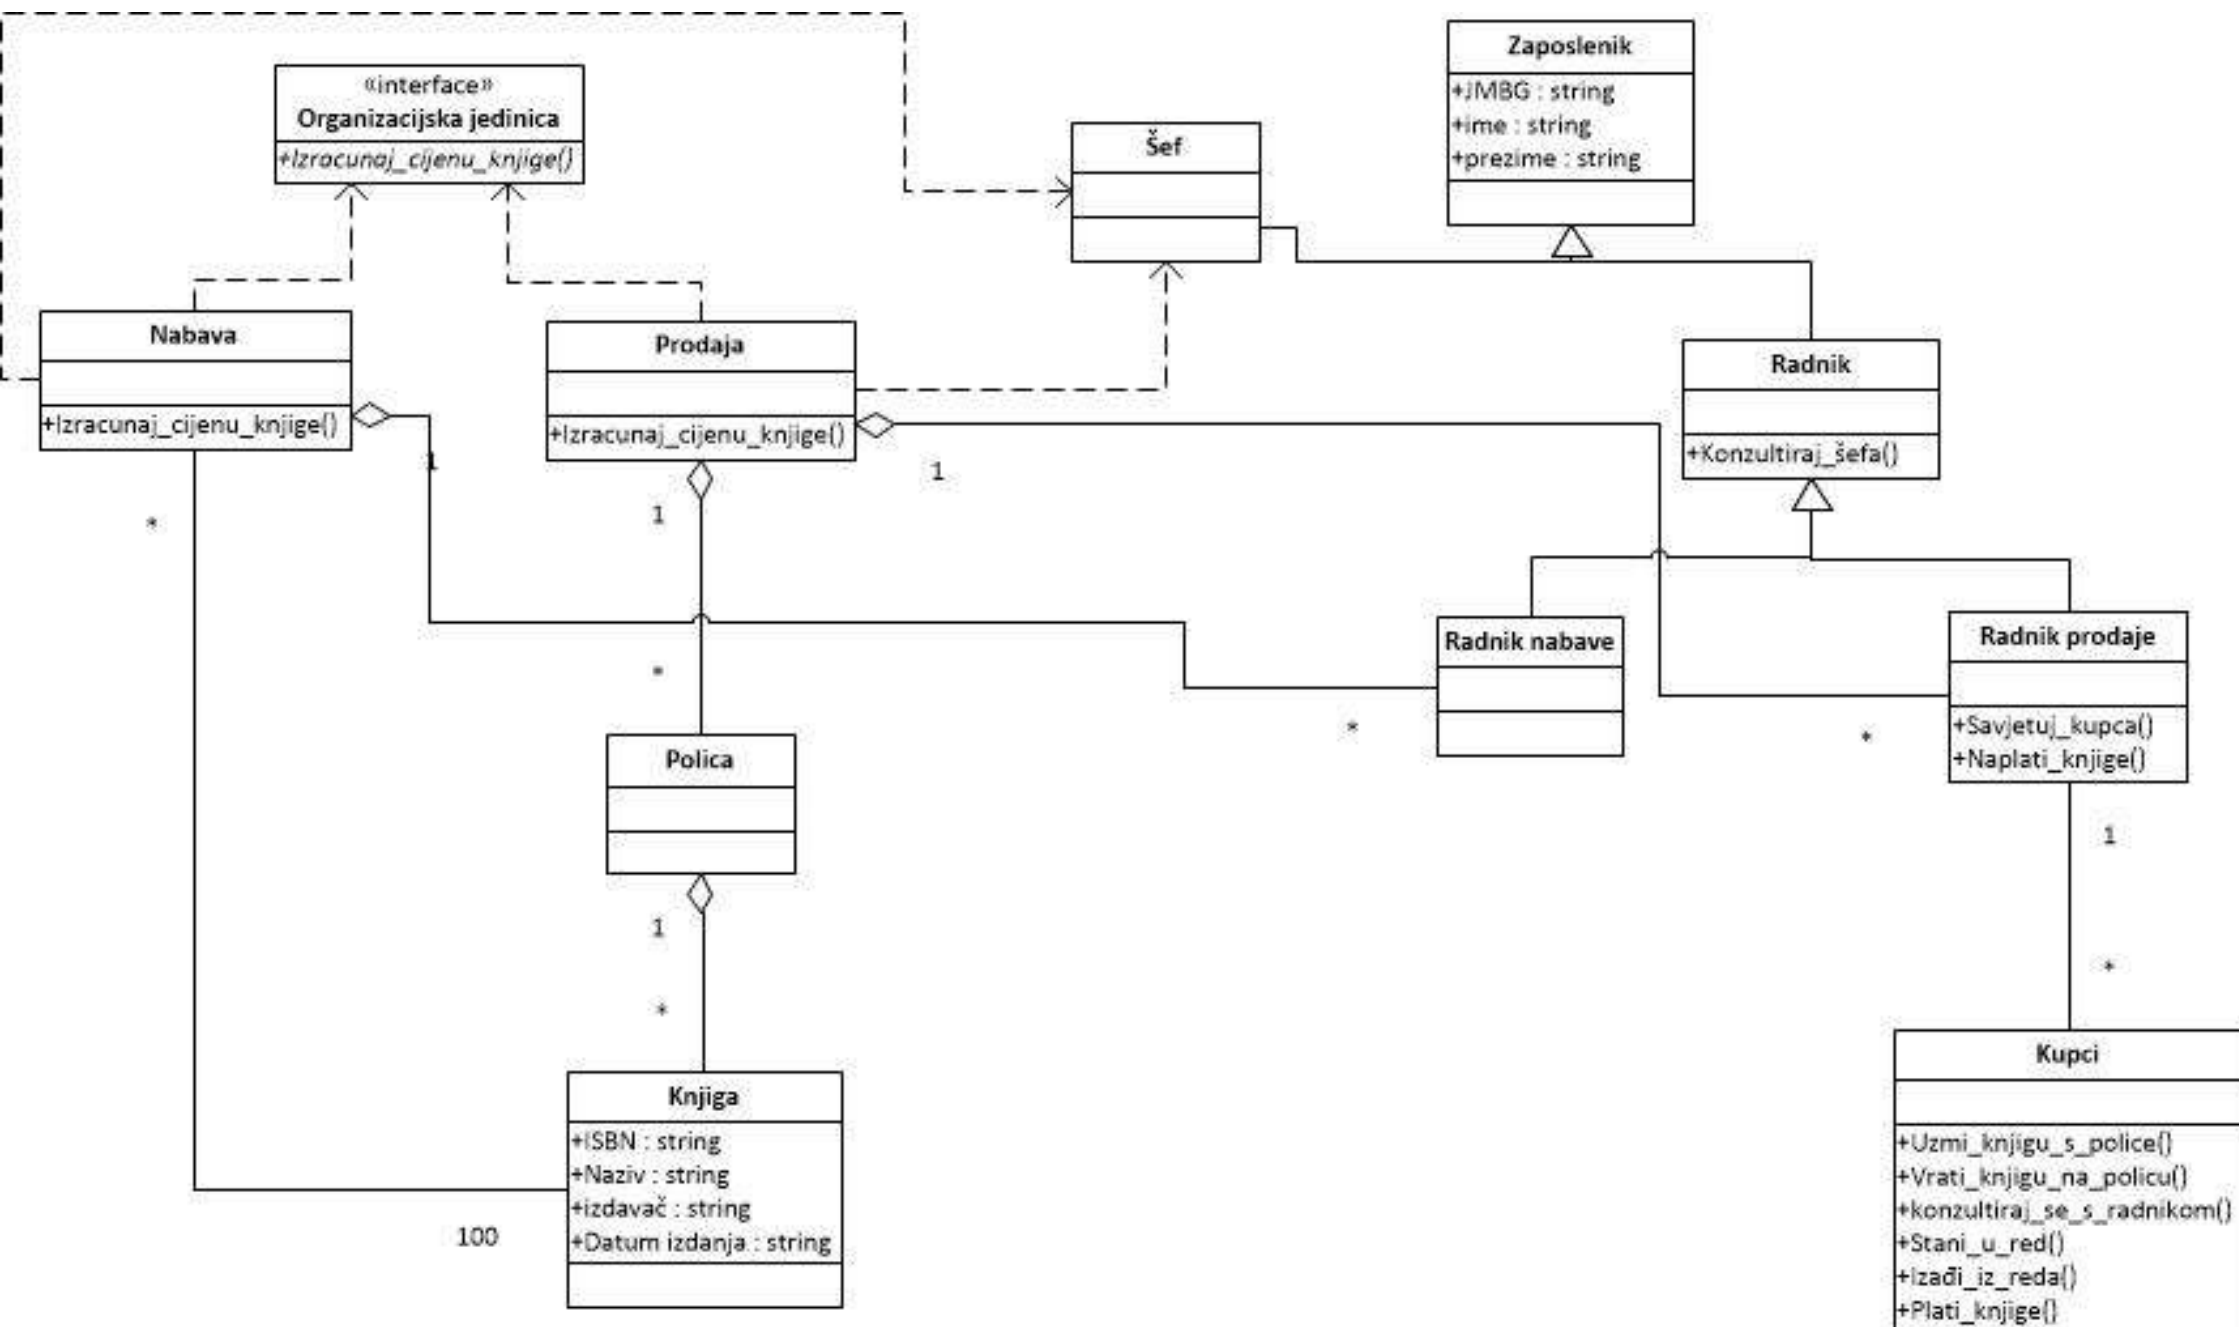 «interface»
Organizacijska jedinica
+Izracunaj_cijenu_knjige()
Zaposlenik
+JMBG : string
+ime : string
+prezime : string
Šef
Nabava
+Izracunaj_cijenu_knjige()
Prodaja
+Izracunaj_cijenu_knjige()
Radnik
+Konzultiraj_šefa()
1
1
1
*
*
Radnik nabave
*
Radnik prodaje
+Savjetuj_kupca()
+Naplati_knjige()
*
Polica
1
*
1
*
Knjiga
+ISBN : string
+Naziv : string
+izdavač : string
+Datum izdanja : string
100
Kupci
+Uzmi_knjigu_s_police()
+Vrati_knjigu_na_policu()
+konzultiraj_se_s_radnikom()
+Stani_u_red()
+Izađi_iz_reda()
+Plati_knjige()